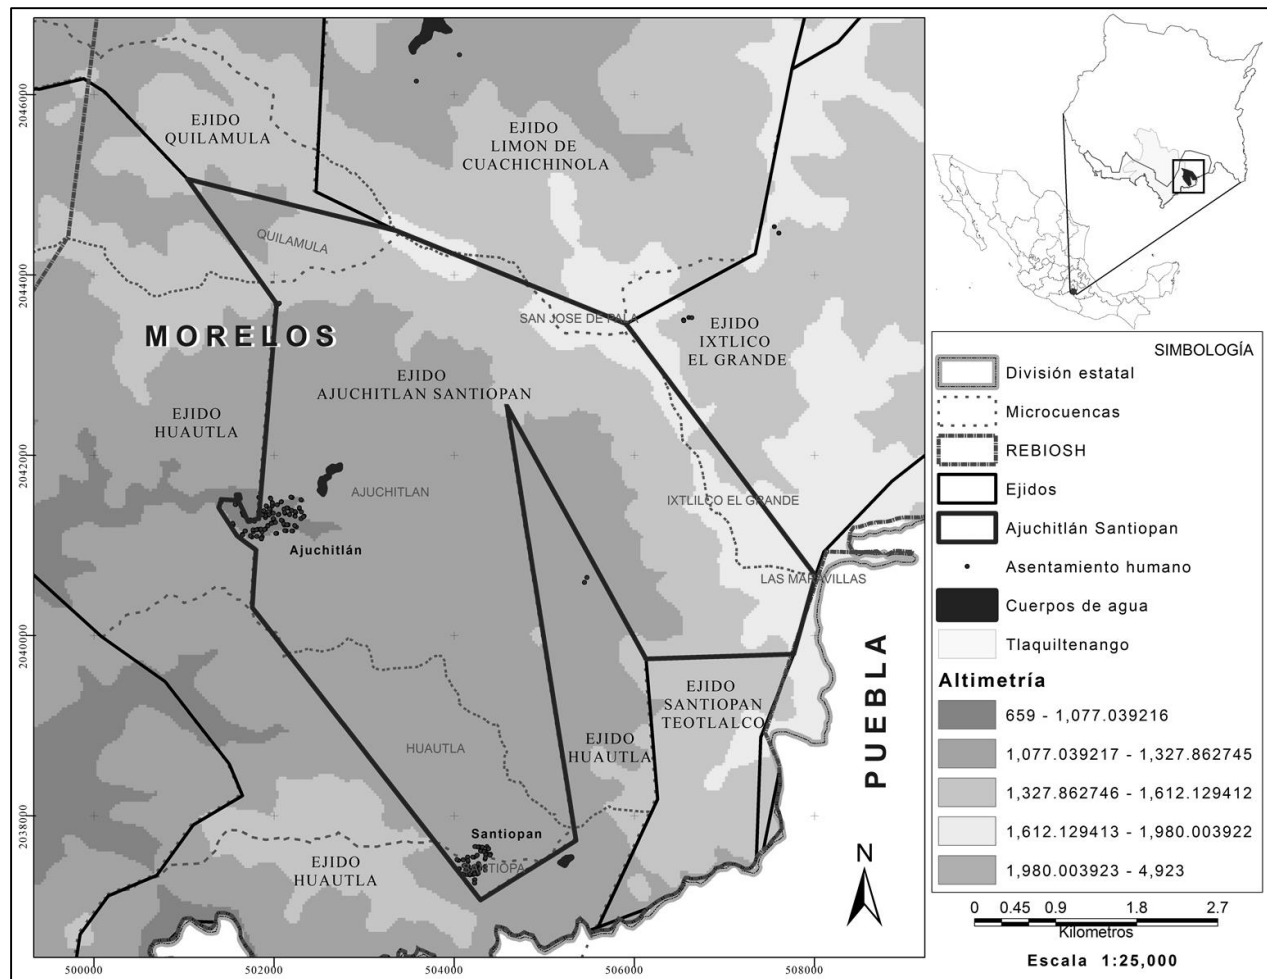 EJIDO
QUILAMULA
EJIDO
LIMON DE
CUACHICHINOLA
QUILAMULA
SAN JOSE DE PALA
MORELOS
EJIDO
IXTLICO
EL GRANDE
EJIDO
AJUCHITLAN SANTIOPAN
EJIDO
HUAUTLA
AJUCHITLAN
IXTLILCO EL GRANDE
Ajuchitlán
LAS MARAVILLAS
EJIDO
SANTIOPAN
TEOTLALCO
PUEBLA
HUAUTLA
EJIDO
HUAUTLA
Santiopan
EJIDO
HUAUTLA
N
2046000
2044000
2042000
2040000
2038000
500000
502000
504000
506000
508000
SIMBOLOGÍA
División estatal
Microcuencas
REBIOSH
Ejidos
Ajuchitlán Santiopan
Asentamiento humano
Cuerpos de agua
Tlaquiltenango
Altimetría
659 - 1,077.039216
1,077.039217 - 1,327.862745
1,327.862746 - 1,612.129412
1,612.129413 - 1,980.003922
1,980.003923 - 4,923
0 0.45 0.9 1.8 2.7
Kilometros
Escala 1:25,000